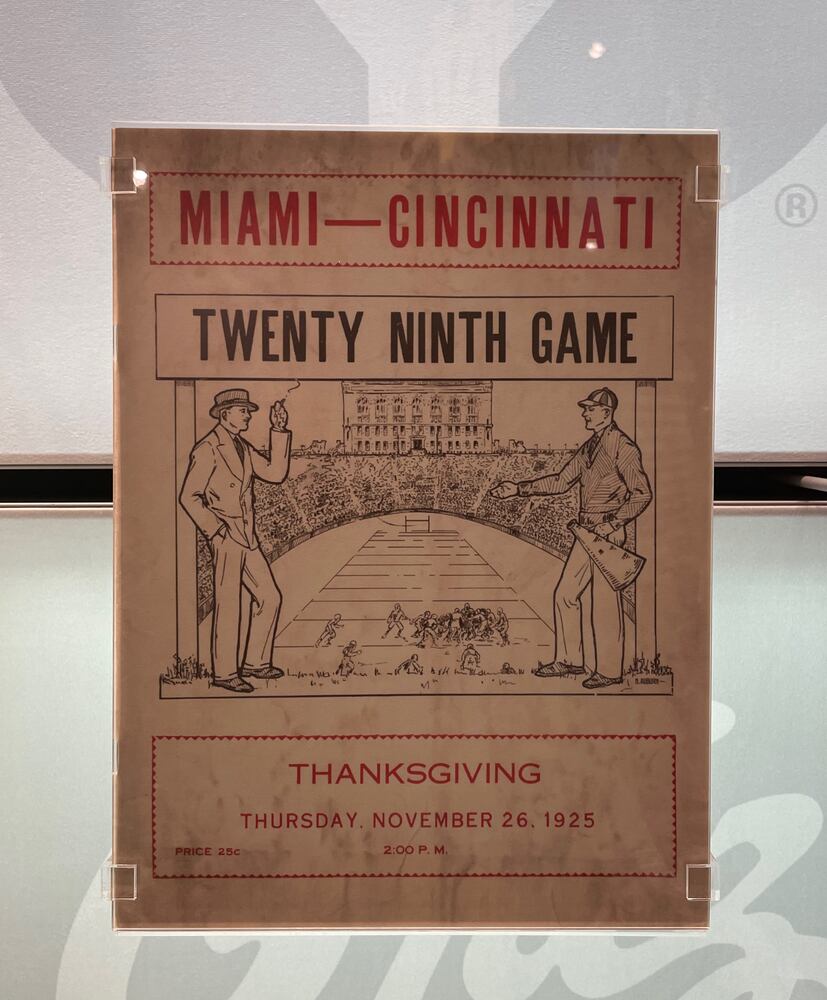 ®
MIAMI—CINCINNATI
TWENTY NINTH GAME
THANKSGIVING
THURSDAY, NOVEMBER 26, 1925
PRICE 25c
2:00 P. M.